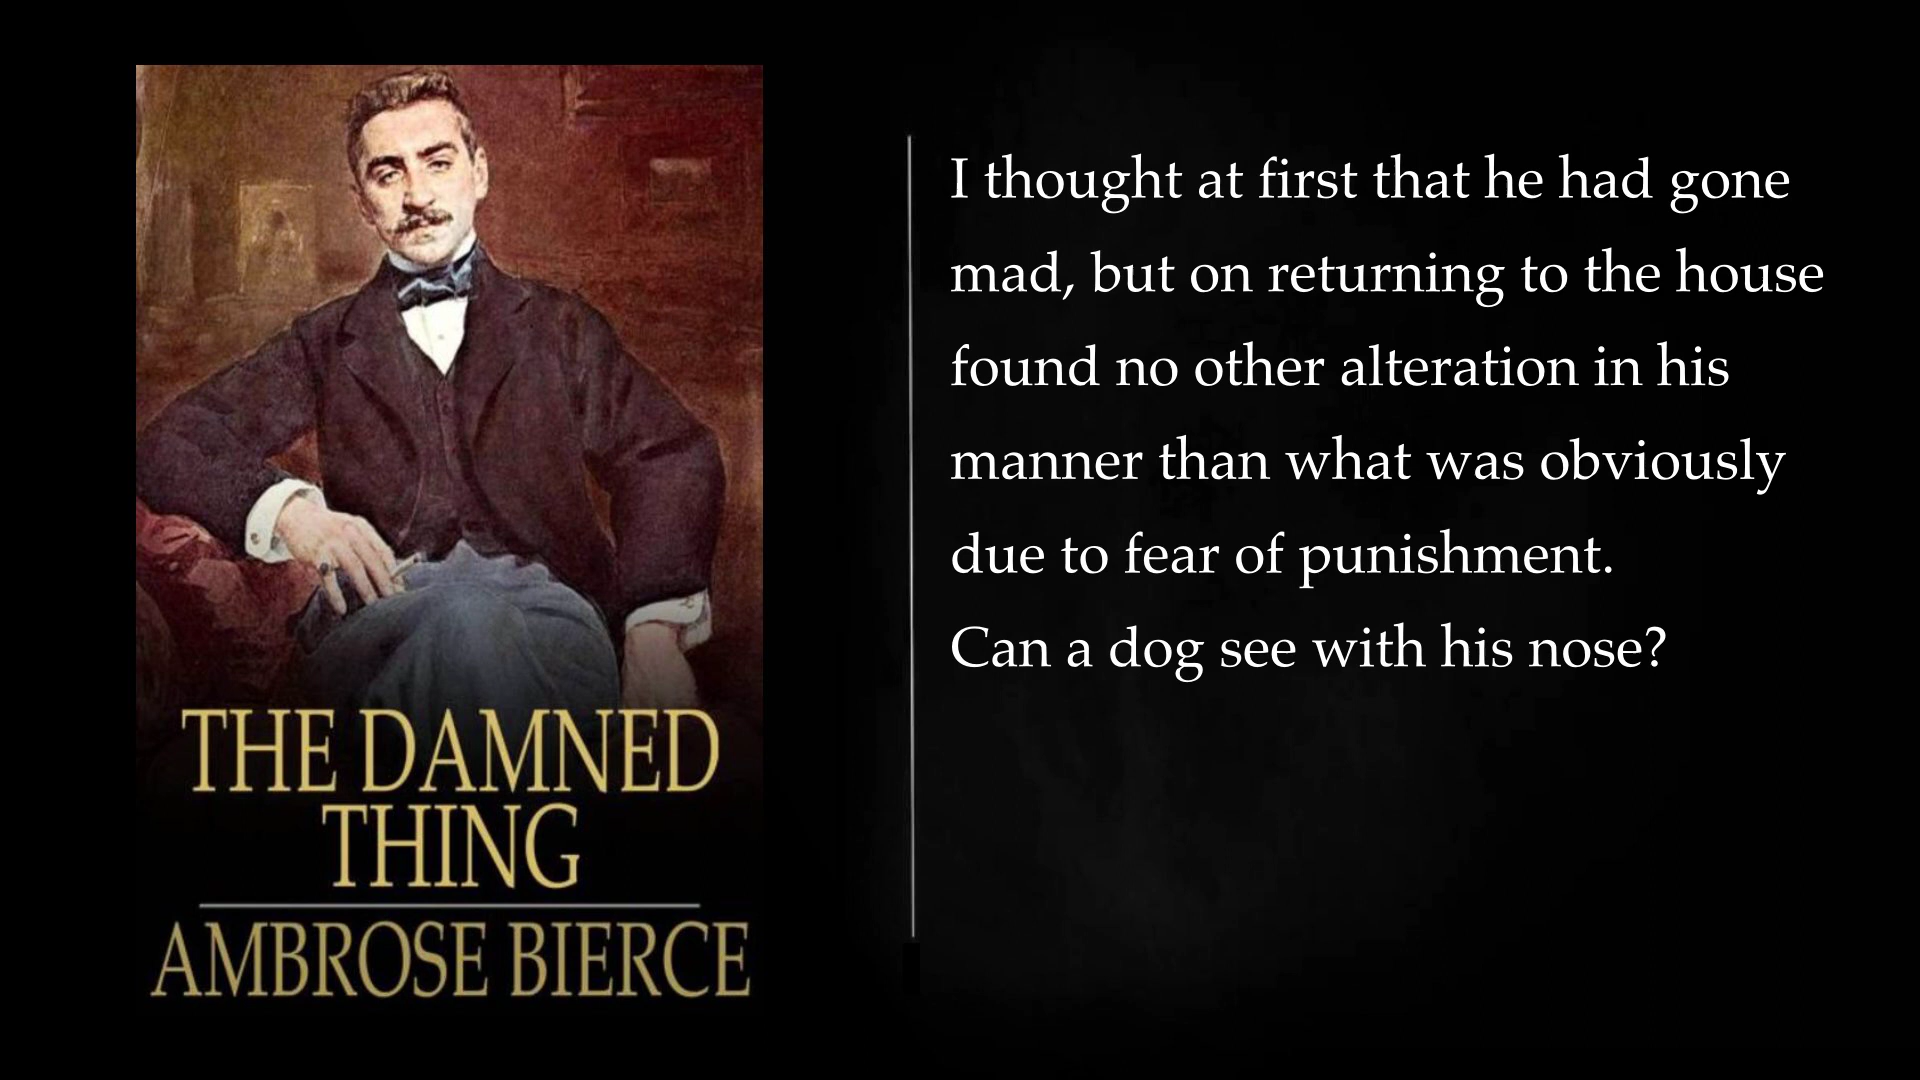 THE DAMNED
THING
AMBROSE BIERCE
I thought at first that he had gone
mad, but on returning to the house
found no other alteration in his
manner than what was obviously
due to fear of punishment.
Can a dog see with his nose?